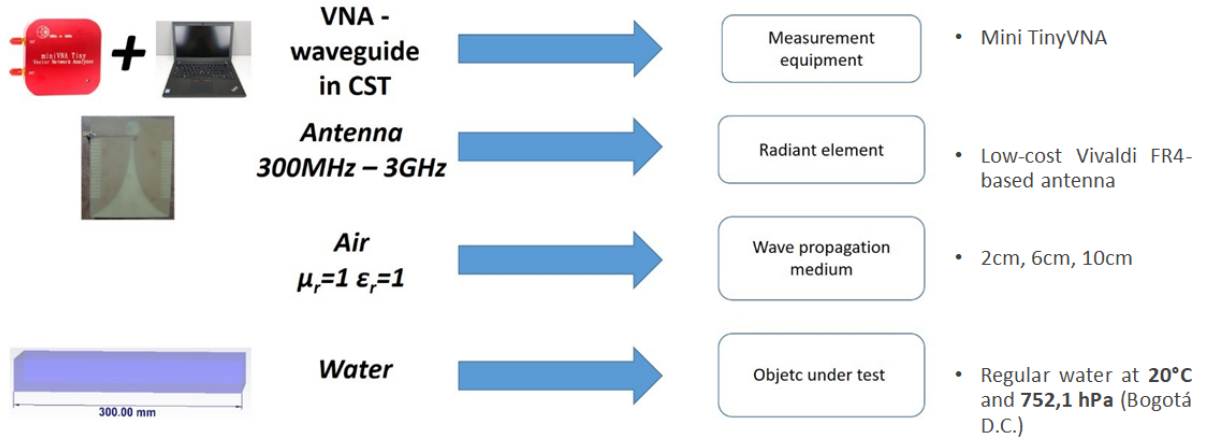 VNA -
waveguide
in CST
Measurement
equipment
• Mini TinyVNA
miniVNA Tiny
Vector Network Analyzer
Antenna
300MHz – 3GHz
Radiant element
• Low-cost Vivaldi FR4-
based antenna
Air
μr=1 εr=1
Wave propagation
medium
• 2cm, 6cm, 10cm
Water
Objetc under test
• Regular water at 20°C
and 752,1 hPa (Bogotá
D.C.)
300.00 mm